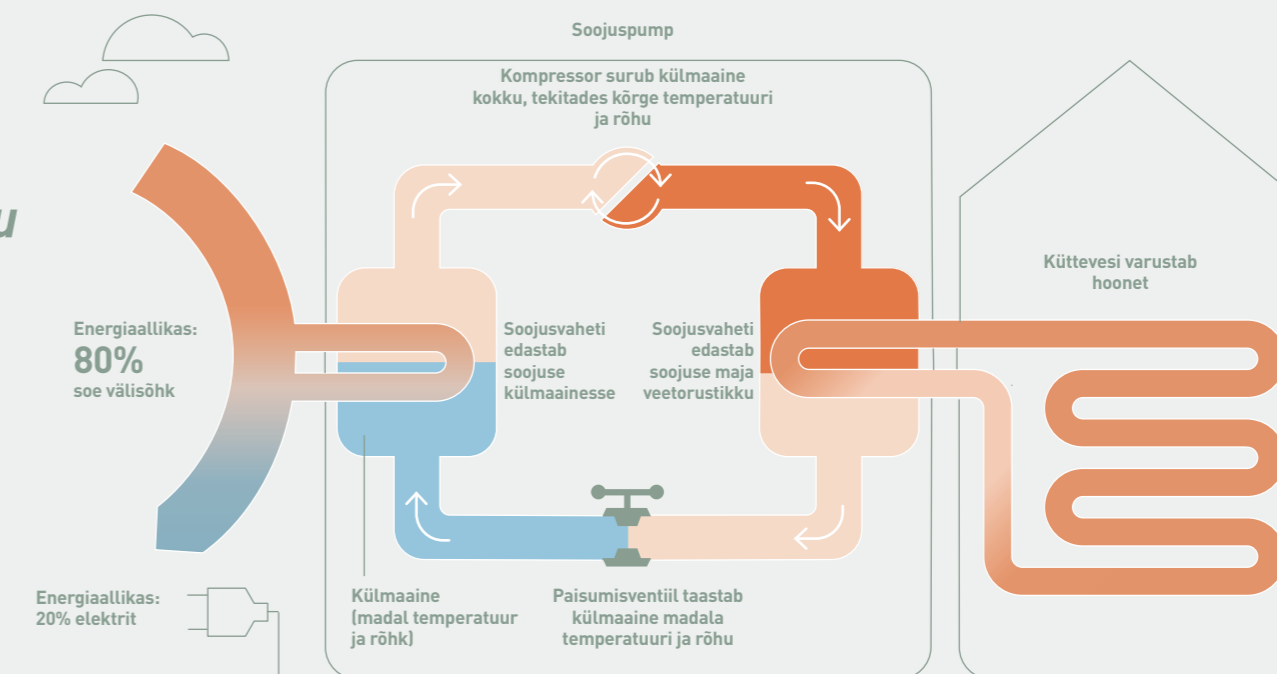 Soojuspump
Kompressor surub külmaaine
kokku, tekitades kõrge temperatuuri
ja rõhu
Energiaallikas:
80%
soe välisõhk
Soojusvaheti
edastab
soojuse
külmaainesse
Soojusvaheti
edastab
soojuse maja
veetorustikku
Küttevesi varustab
hoonet
Energiaallikas:
20% elektrit
Külmaaine
(madal temperatuur
ja rõhk)
Paisumisventiil taastab
külmaaine madala
temperatuuri ja rõhu